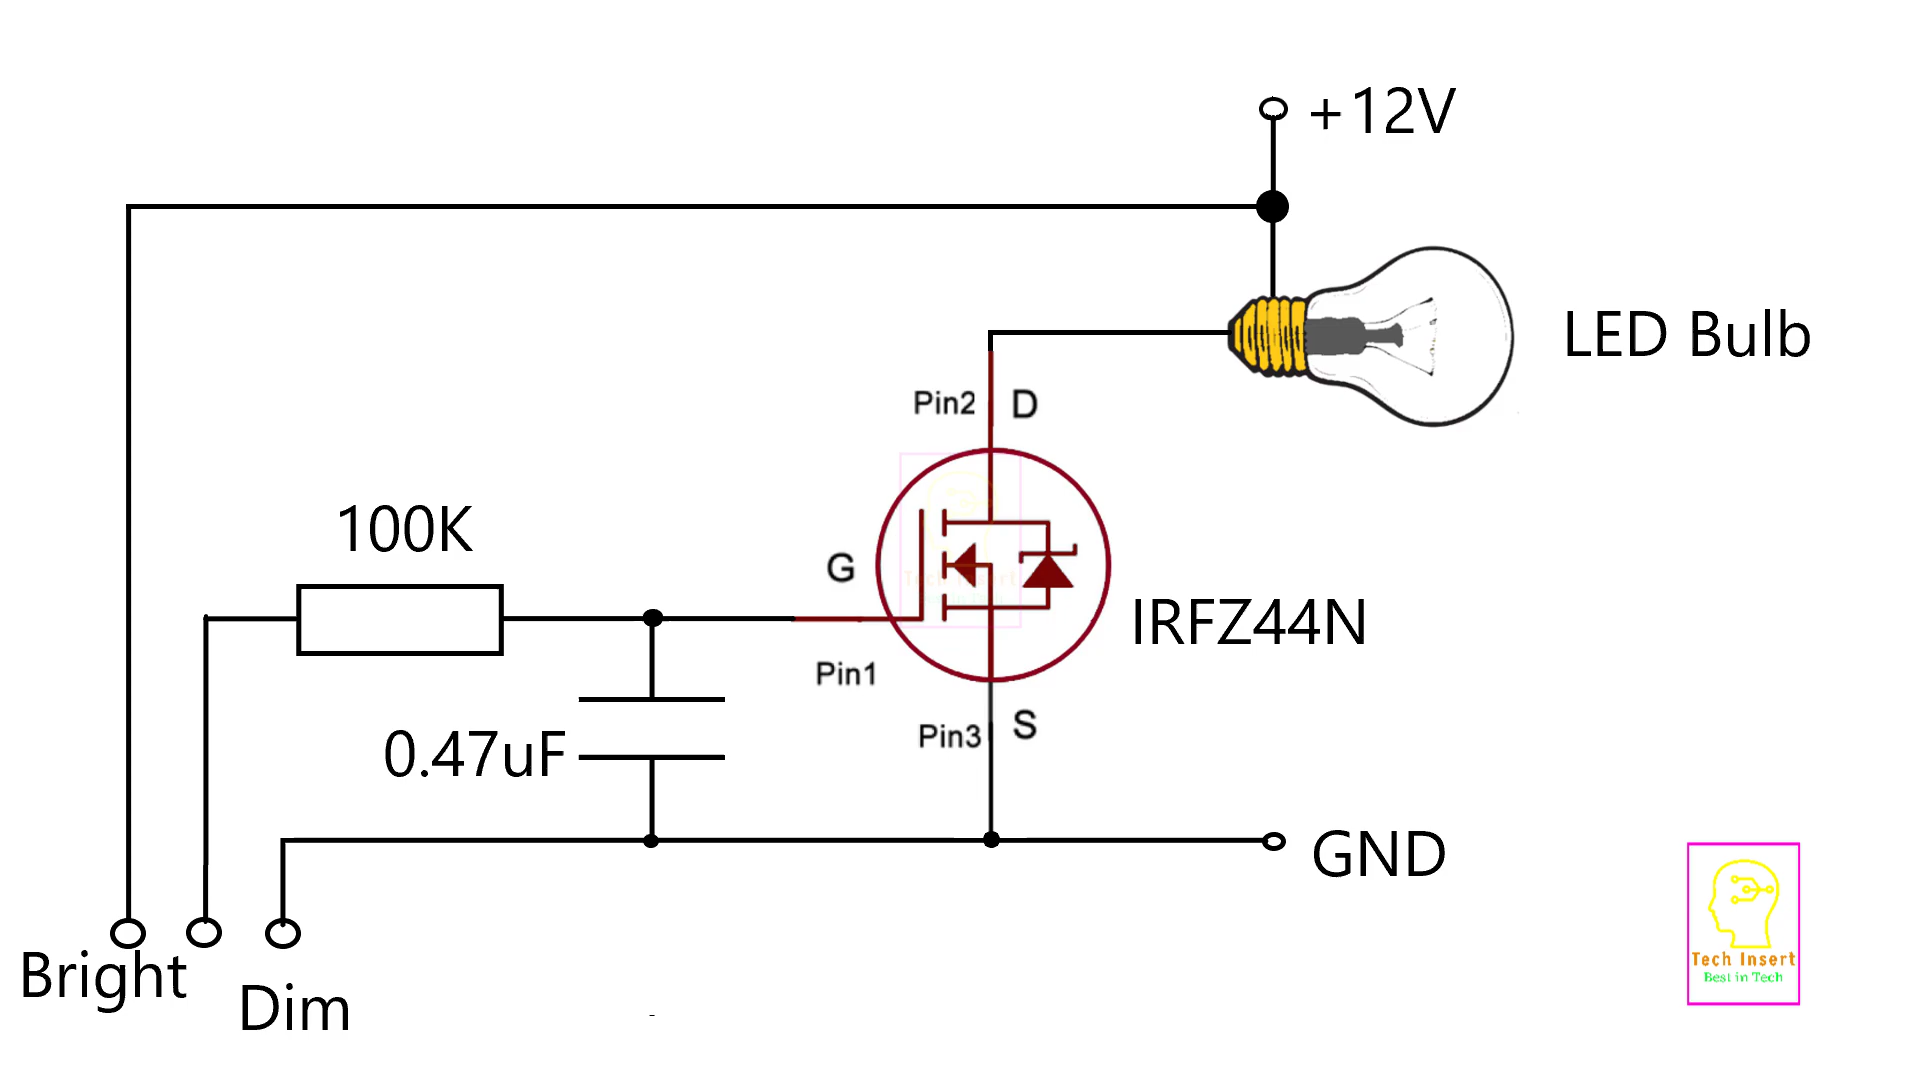 +12V
LED Bulb
Pin2 D
100K
G
IRFZ44N
Pin1
Pin3 S
0.47uF
GND
Bright
Dim
Tech Insert
Best in Tech